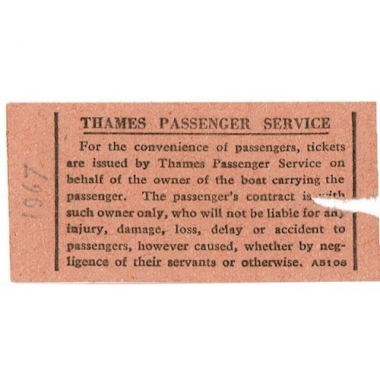 THAMES PASSENGER SERVICE
For the convenience of passengers, tickets
are issued by Thames Passenger Service on
behalf of the owner of the boat carrying the
passenger. The passenger's contract is with
such owner only, who will not be liable for any
injury, damage, loss, delay or accident to
passengers, however caused, whether by neg-
ligence of their servants or otherwise. AB106
1967